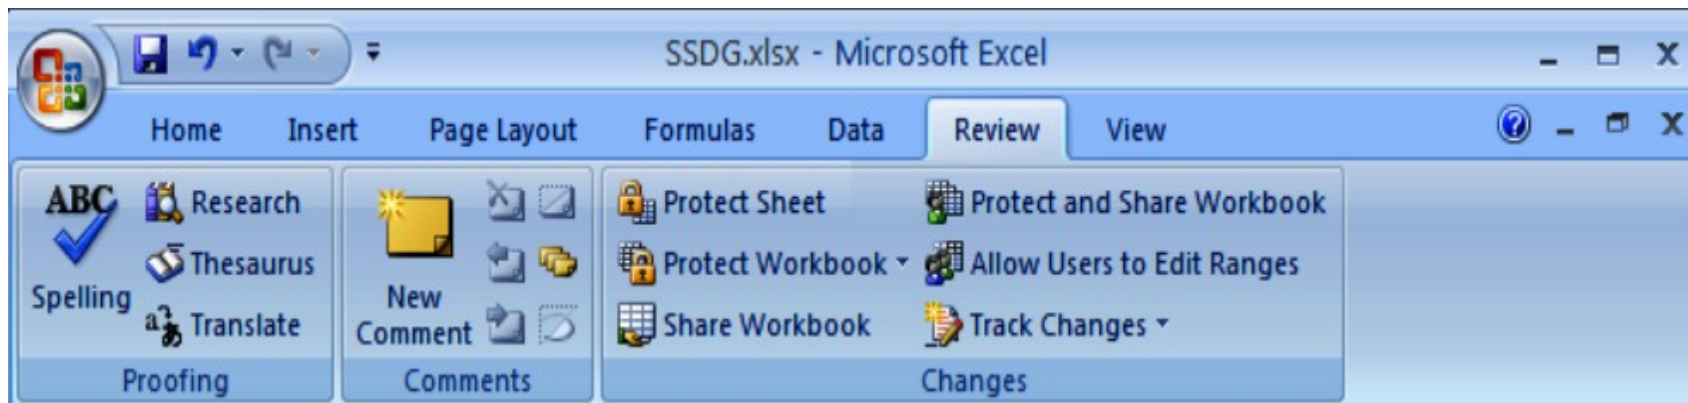 SSDG.xlsx - Microsoft Excel
Home Insert Page Layout Formulas Data Review View
ABC
Spelling
Research
Thesaurus
Translate
Proofing
New
Comment
Comments
Protect Sheet
Protect Workbook
Share Workbook
Protect and Share Workbook
Allow Users to Edit Ranges
Track Changes
Changes